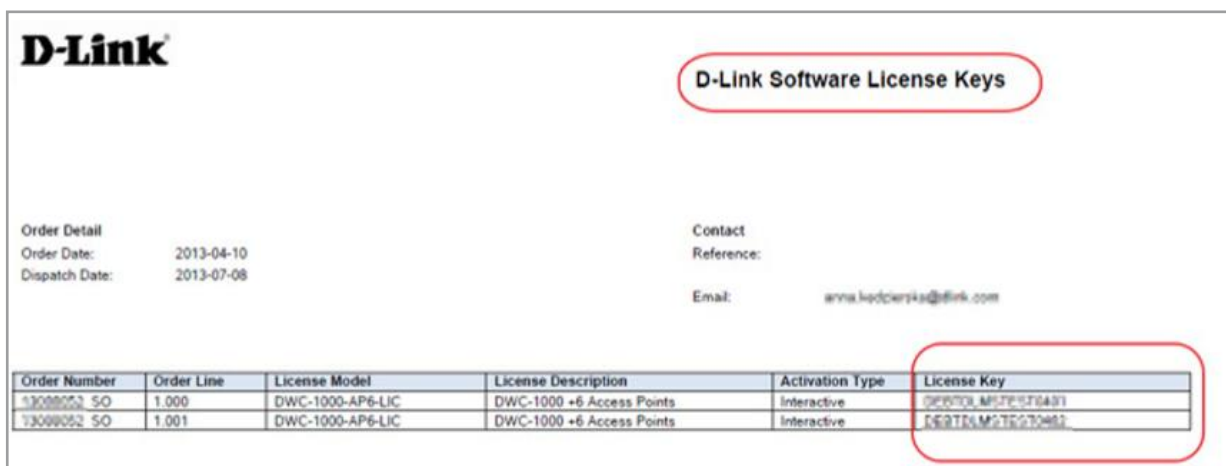 D-Link
D-Link Software License Keys
Order Detail
Contact
Order Date: 2013-04-10
Reference:
Dispatch Date: 2013-07-08
Email:
Order Number Order Line License Model License Description Activation Type License Key
SO 1.000 DWC-1000-AP6-LIC DWC-1000 +6 Access Points Interactive
SO 1.001 DWC-1000-AP6-LIC DWC-1000 +6 Access Points Interactive